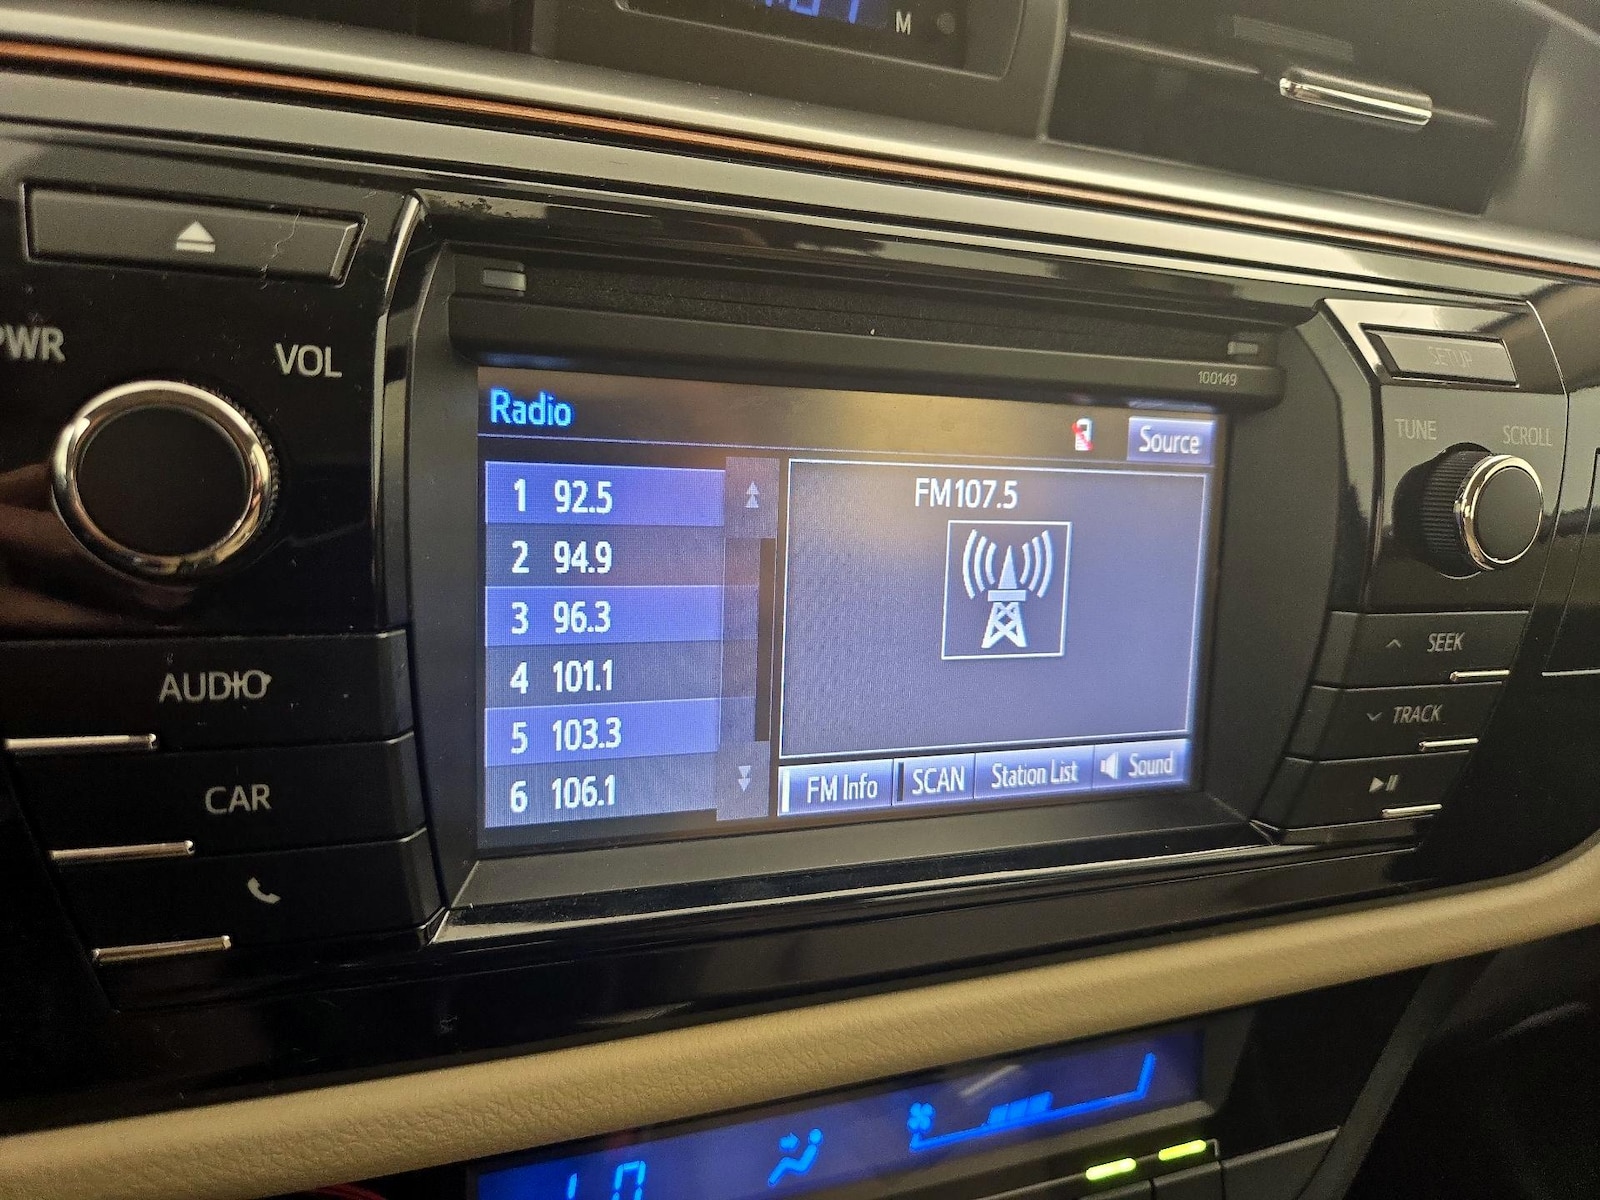 M
PWR
VOL
100149
SETUP
TUNE
SCROLL
Radio
Source
1 92.5
2 94.9
3 96.3
4 101.1
5 103.3
6 106.1
FM107.5
FM Info
SCAN
Station List
Sound
AUDIO
CAR
SEEK
TRACK